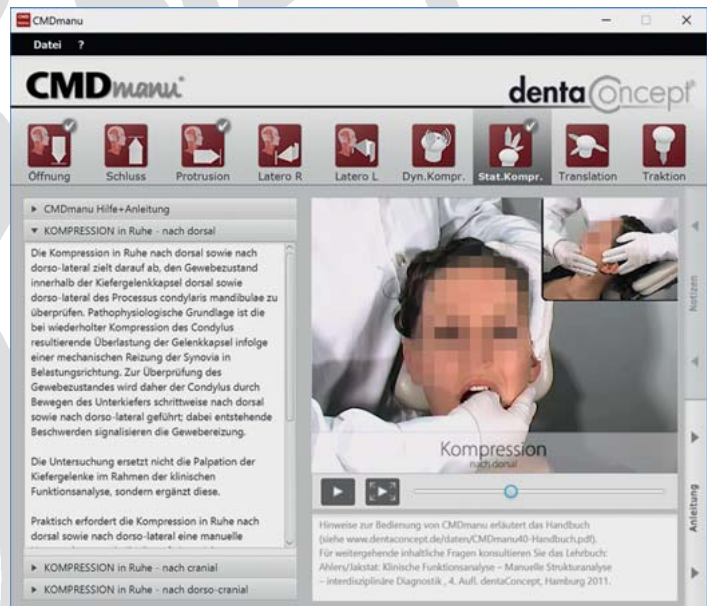 CMDmanu
Datei ?
CMDmanu®
dentaConcept®
Öffnung Schluss Protrusion Latero R Latero L Dyn.Kompr. Stat.Kompr. Translation Traktion
CMDmanu Hilfe+Anleitung
KOMPRESSION in Ruhe - nach dorsal
Die Kompression in Ruhe nach dorsal sowie nach
dorso-lateral zielt darauf ab, den Gewebezustand
innerhalb der Kiefergelenkkapsel dorsal sowie
dorso-lateral des Processus condylaris mandibulae zu
überprüfen. Pathophysiologische Grundlage ist die
bei wiederholter Kompression des Condylus
resultierende Überlastung der Gelenkkapsel infolge
einer mechanischen Reizung der Synovia in
Belastungsrichtung. Zur Überprüfung des
Gewebezustandes wird daher der Condylus durch
Bewegen des Unterkiefers schrittweise nach dorsal
sowie nach dorso-lateral geführt; dabei entstehende
Beschwerden signalisieren die Gewebereizung.
Die Untersuchung ersetzt nicht die Palpation der
Kiefergelenke im Rahmen der klinischen
Funktionsanalyse, sondern ergänzt diese.
Praktisch erfordert die Kompression in Ruhe nach
dorsal sowie nach dorso-lateral eine manuelle
KOMPRESSION in Ruhe - nach cranial
KOMPRESSION in Ruhe - nach dorso-cranial
Kompression
nach dorsal
Hinweise zur Bedienung von CMDmanu erläutert das Handbuch
(siehe www.dentaconcept.de/daten/CMDmanu40-Handbuch.pdf).
Für weitergehende inhaltliche Fragen konsultieren Sie das Lehrbuch:
Ahlers/Jakstat: Klinische Funktionsanalyse – Manuelle Strukturanalyse
– interdisziplinäre Diagnostik , 4. Aufl. dentaConcept, Hamburg 2011.
Notizen
Anleitung